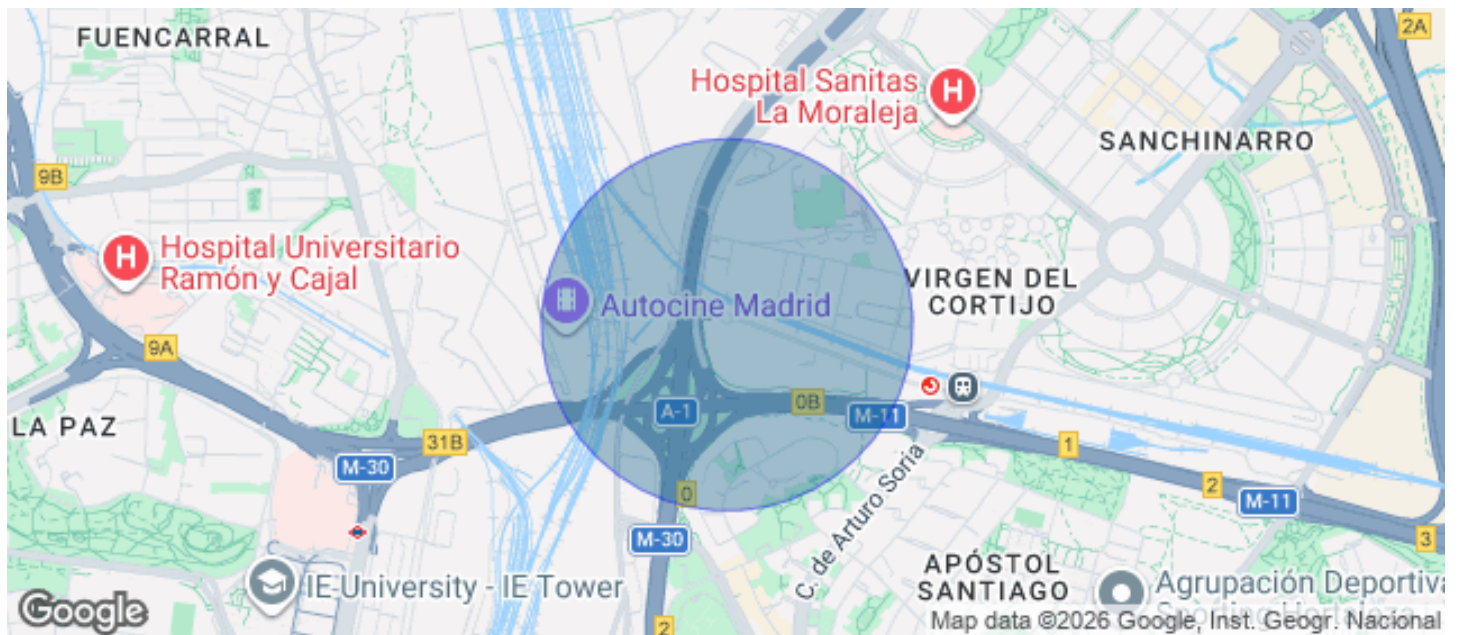 FUENCARRAL
2A
Hospital Sanitas
La Moraleja
H
SANCHINARRO
9B
H
Hospital Universitario
Ramón y Cajal
VIRGEN DEL
CORTIJO
Autocine Madrid
9A
LA PAZ
31B
A-1
0B
M-11
1
M-30
2
M-11
0
C. de Arturo Soria
M-30
3
APÓSTOL
SANTIAGO
IE University - IE Tower
Agrupación Deportiva
Sporting Hortaleza
Google
2
Map data ©2026 Google, Inst. Geogr. Nacional